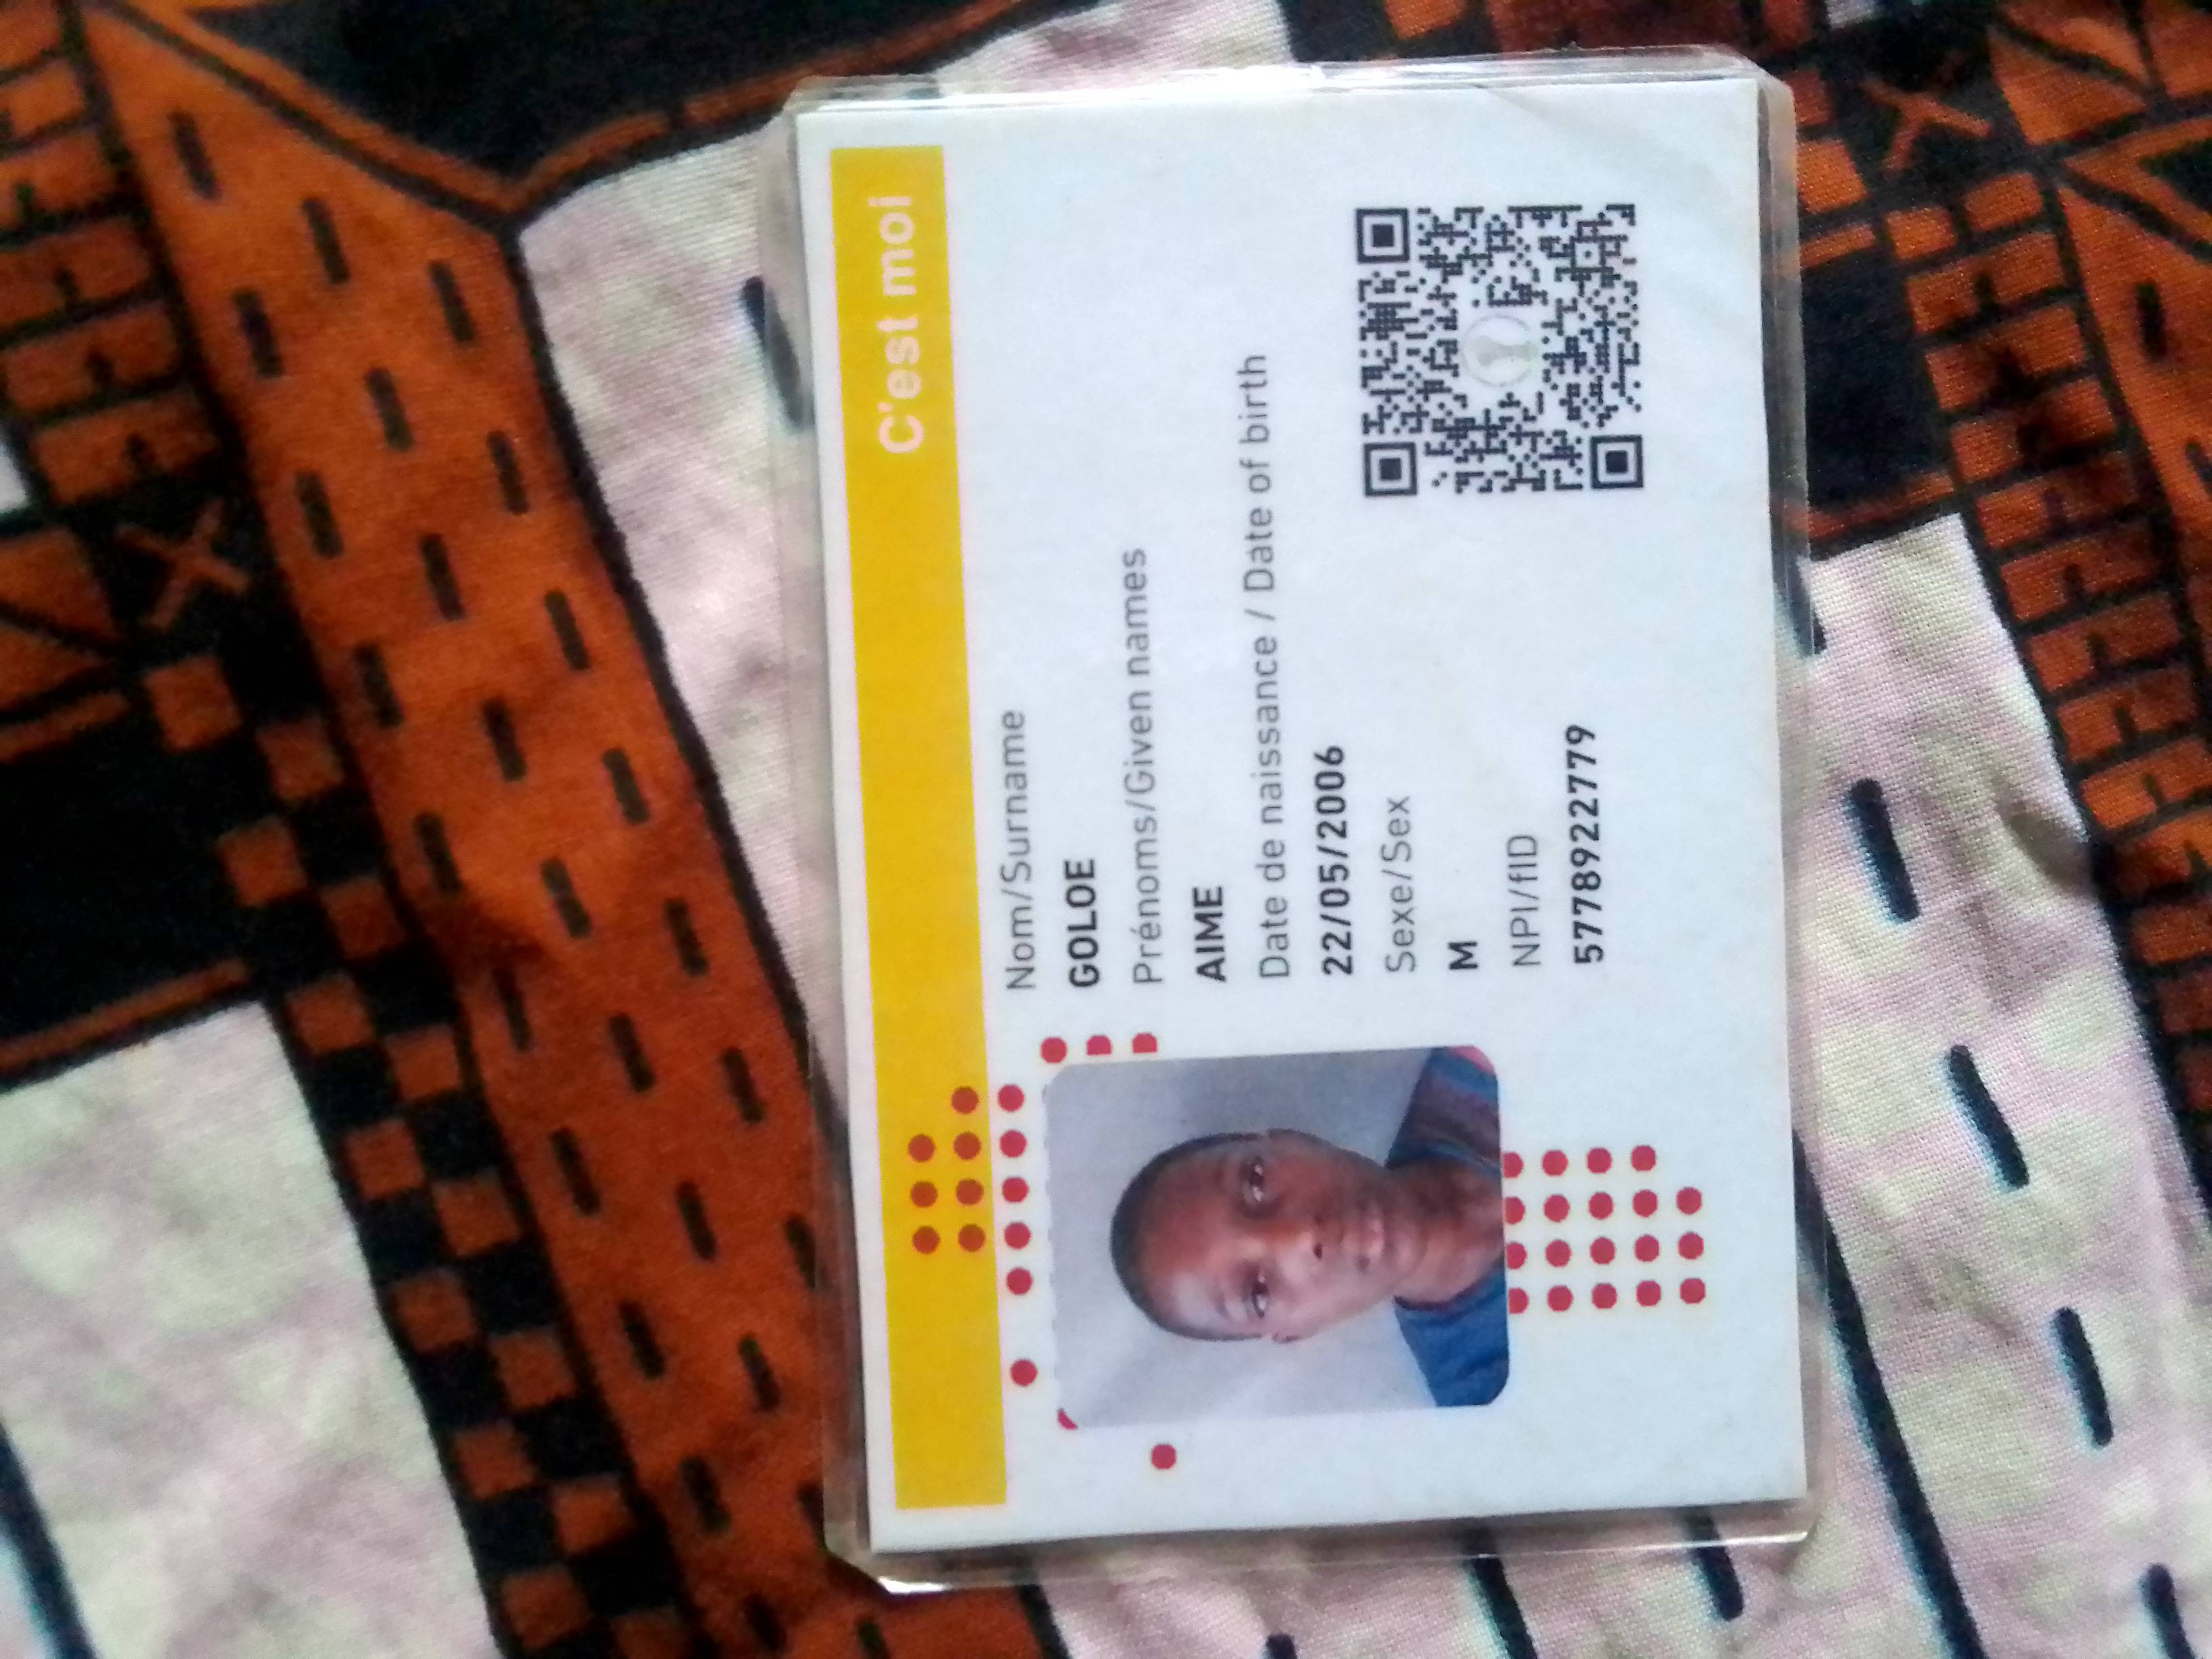 C'est moi
Nom/Surname
GOLOE
Prénoms/Given names
AIME
Date de naissance / Date of birth
22/05/2006
Sexe/Sex
M
NPI/fID
5778922779